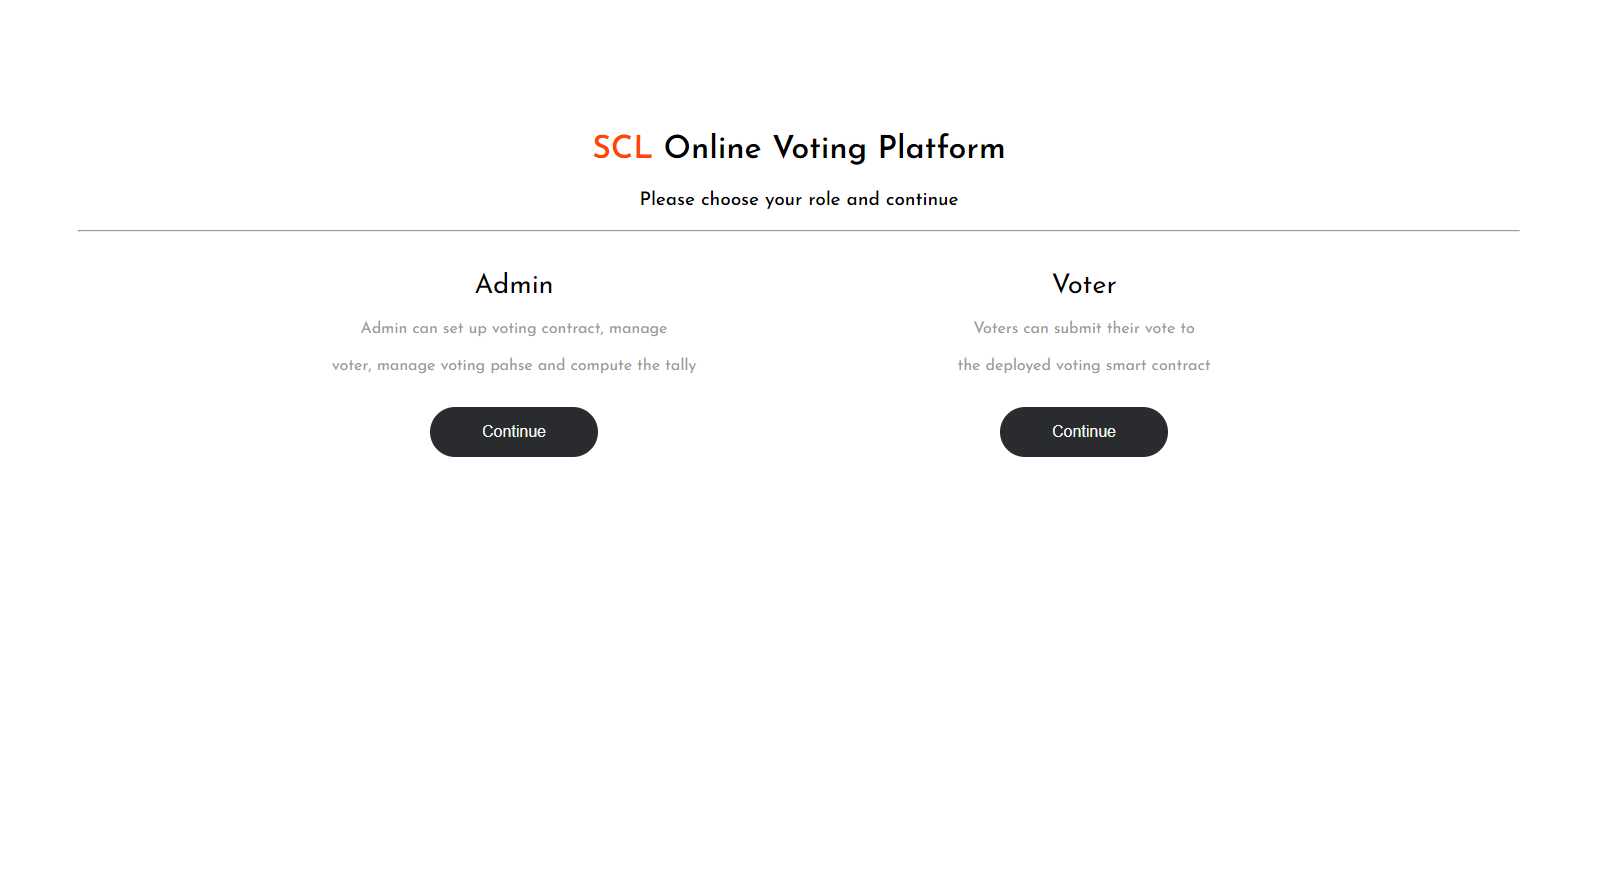 SCL Online Voting Platform
Please choose your role and continue
Admin
Admin can set up voting contract, manage
voter, manage voting pahse and compute the tally
Continue
Voter
Voters can submit their vote to
the deployed voting smart contract
Continue